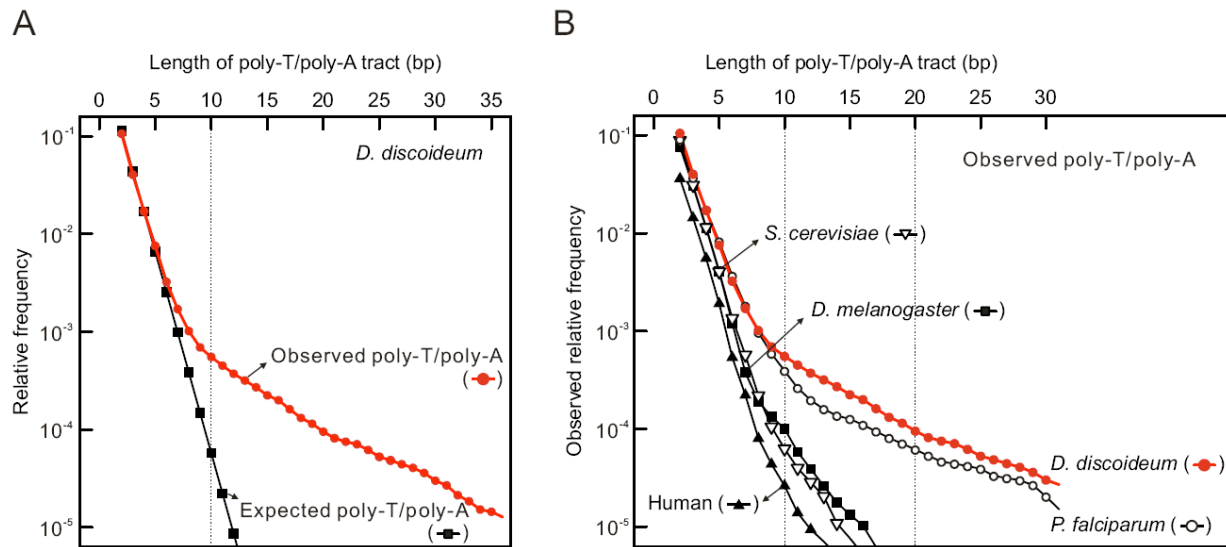 A
Length of poly-T/poly-A tract (bp)
0 5 10 15 20 25 30 35
10-1
10-2
10-3
10-4
10-5
Relative frequency
D. discoideum
Observed poly-T/poly-A
( )
Expected poly-T/poly-A
( )
B
Length of poly-T/poly-A tract (bp)
0 5 10 15 20 25 30
10-1
10-2
10-3
10-4
10-5
Observed relative frequency
Observed poly-T/poly-A
S. cerevisiae ( )
D. melanogaster ( )
D. discoideum ( )
Human ( )
P. falciparum ( )